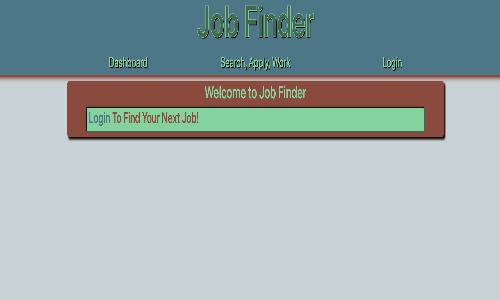 Job Finder
Dashboard Search, Apply, Work Login
Welcome to Job Finder
Login To Find Your Next Job!